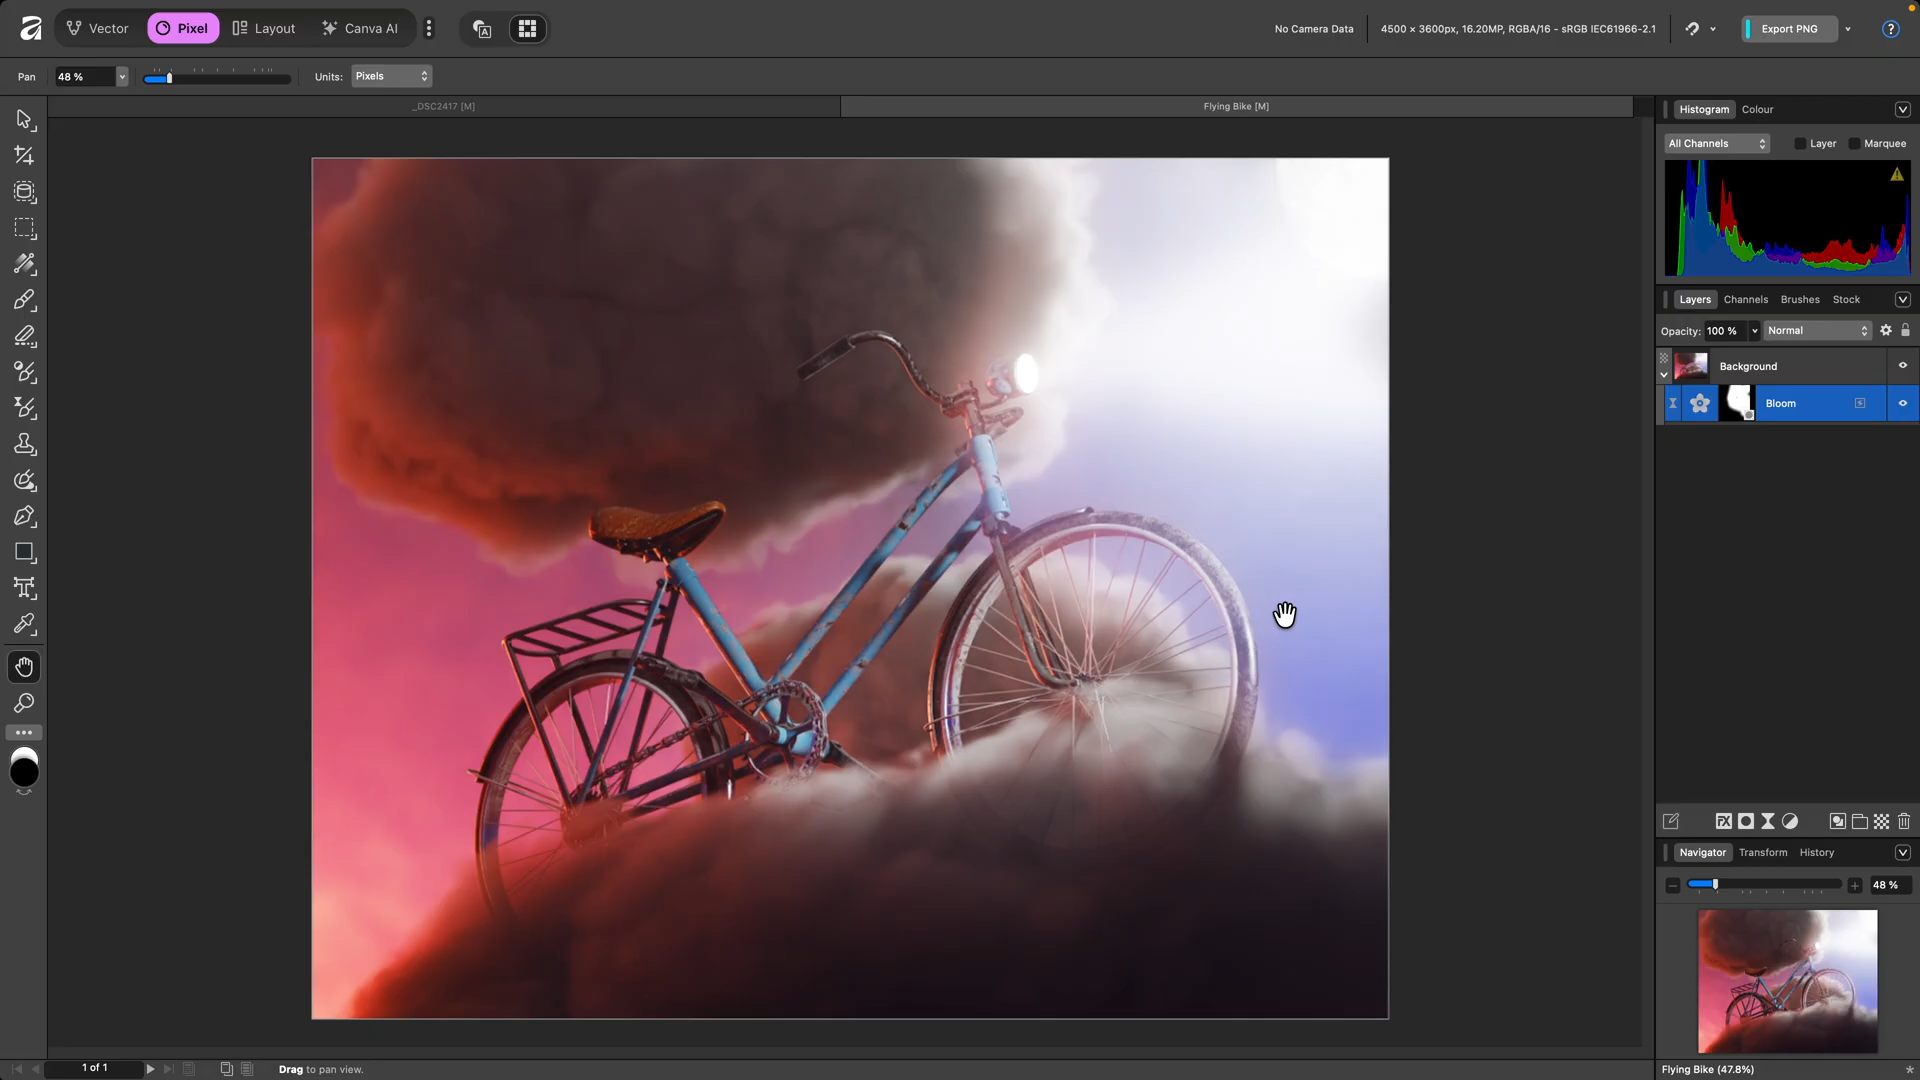 Vector
Pixel
Layout
Canva AI
No Camera Data
4500 × 3600px, 16.20MP, RGBA/16 - sRGB IEC61966-2.1
Export PNG
?
Pan
48 %
Units:
Pixels
_DSC2417 [M]
Flying Bike [M]
Histogram
Colour
All Channels
Layer
Marquee
Layers
Channels
Brushes
Stock
Opacity:
100 %
Normal
Background
Bloom
Navigator
Transform
History
48 %
1 of 1
Drag to pan view.
Flying Bike (47.8%)